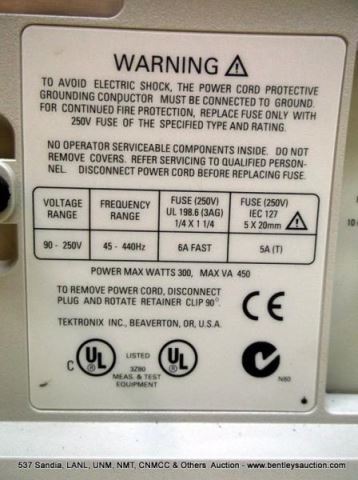 WARNING
TO AVOID ELECTRIC SHOCK, THE POWER CORD PROTECTIVE
GROUNDING CONDUCTOR MUST BE CONNECTED TO GROUND.
FOR CONTINUED FIRE PROTECTION, REPLACE FUSE ONLY WITH
250V FUSE OF THE SPECIFIED TYPE AND RATING.
NO OPERATOR SERVICEABLE COMPONENTS INSIDE. DO NOT
REMOVE COVERS. REFER SERVICING TO QUALIFIED PERSON-
NEL. DISCONNECT POWER CORD BEFORE REPLACING FUSE.
VOLTAGE RANGE
FREQUENCY RANGE
FUSE (250V) UL 198.6 (3AG) 1/4 X 1 1/4
FUSE (250V) IEC 127 5 X 20mm
90 - 250V
45 - 440Hz
6A FAST
5A (T)
POWER MAX WATTS 300, MAX VA 450
TO REMOVE POWER CORD, DISCONNECT
PLUG AND ROTATE RETAINER CLIP 90°.
CE
TEKTRONIX INC., BEAVERTON, OR, U.S.A.
C UL LISTED UL
3Z80
MEAS. & TEST
EQUIPMENT
N80
10
537 Sandia, LANL, UNM, NMT, CNMCC & Others Auction - www.bentleysauction.com